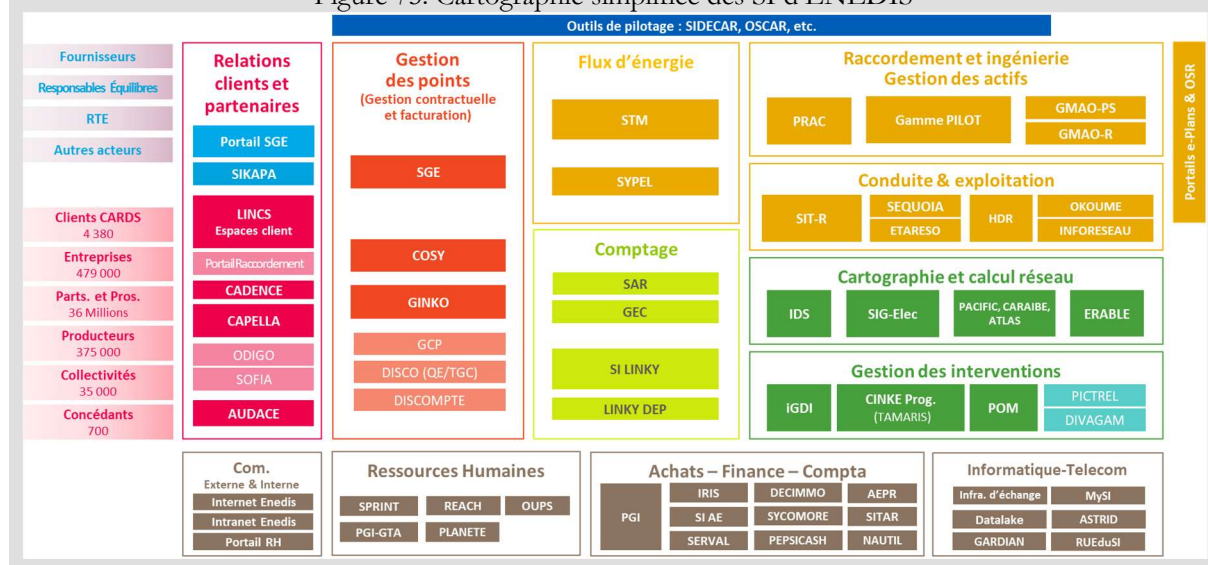 Figure 73. Cartographie simplifiée des SI d'ENEDIS
Outils de pilotage : SIDECAR, OSCAR, etc.
Fournisseurs
Responsables Équilibres
RTE
Autres acteurs
Clients CARDS
4 380
Entreprises
479 000
Parts. et Pros.
36 Millions
Producteurs
375 000
Collectivités
35 000
Concédants
700
Relations
clients et
partenaires
Portail SGE
SIKAPA
LINCS
Espaces client
Portail Raccordement
CADENCE
CAPELLA
ODIGO
SOFIA
AUDACE
Gestion
des points
(Gestion contractuelle
et facturation)
SGE
COSY
GINKO
GCP
DISCO (QE/TGC)
DISCOMPTE
Flux d'énergie
STM
SYPEL
Comptage
SAR
GEC
SI LINKY
LINKY DEP
Raccordement et ingénierie
Gestion des actifs
PRAC
Gamme PILOT
GMAO-PS
GMAO-R
Conduite & exploitation
SIT-R
SEQUOIA
ETARESO
HDR
OKOUME
INFORESEAU
Cartographie et calcul réseau
IDS
SIG-Elec
PACIFIC, CARAIBE,
ATLAS
ERABLE
Gestion des interventions
iGDI
CINKE Prog.
(TAMARIS)
POM
PICTREL
DIVAGAM
Portails e-Plans & OSR
Com.
Externe & Interne
Internet Enedis
Intranet Enedis
Portail RH
Ressources Humaines
SPRINT
REACH
OUPS
PGI-GTA
PLANETE
Achats – Finance – Compta
PGI
IRIS
DECIMMO
AEPR
SI AE
SYCOMORE
SITAR
SERVAL
PEPSICASH
NAUTIL
Informatique-Telecom
Infra. d'échange
MySI
Datalake
ASTRID
GARDIAN
RUEduSI